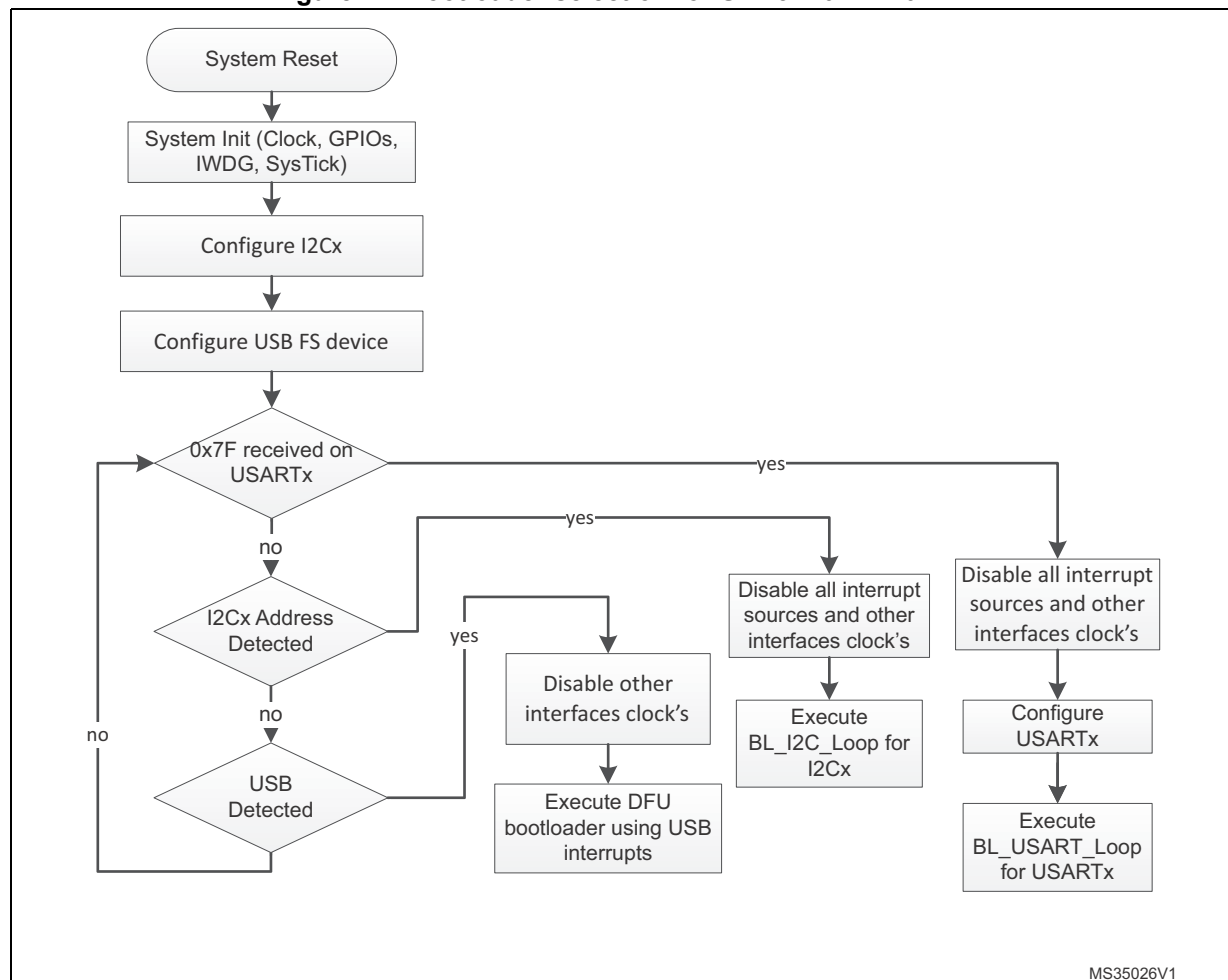 System Reset
System Init (Clock, GPIOs,
IWDG, SysTick)
Configure I2Cx
Configure USB FS device
0x7F received on
USARTx
yes
no
I2Cx Address
Detected
yes
no
USB
Detected
yes
no
Disable other
interfaces clock’s
Execute DFU
bootloader using USB
interrupts
Disable all interrupt
sources and other
interfaces clock’s
Execute
BL_I2C_Loop for
I2Cx
Disable all interrupt
sources and other
interfaces clock’s
Configure
USARTx
Execute
BL_USART_Loop
for USARTx
MS35026V1